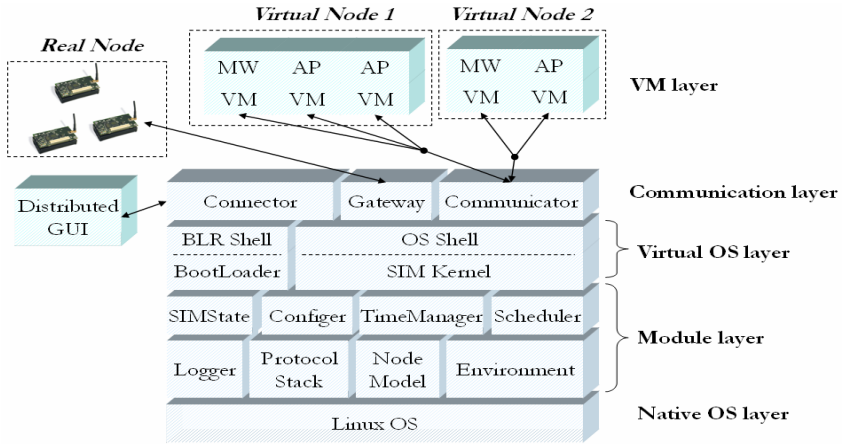 Virtual Node 1
Virtual Node 2
Real Node
MW AP AP
VM VM VM
MW AP
VM VM
VM layer
Distributed
GUI
Connector
Gateway
Communicator
Communication layer
BLR Shell
BootLoader
OS Shell
SIM Kernel
Virtual OS layer
SIMState
Configer
TimeManager
Scheduler
Logger
Protocol
Stack
Node
Model
Environment
Module layer
Linux OS
Native OS layer